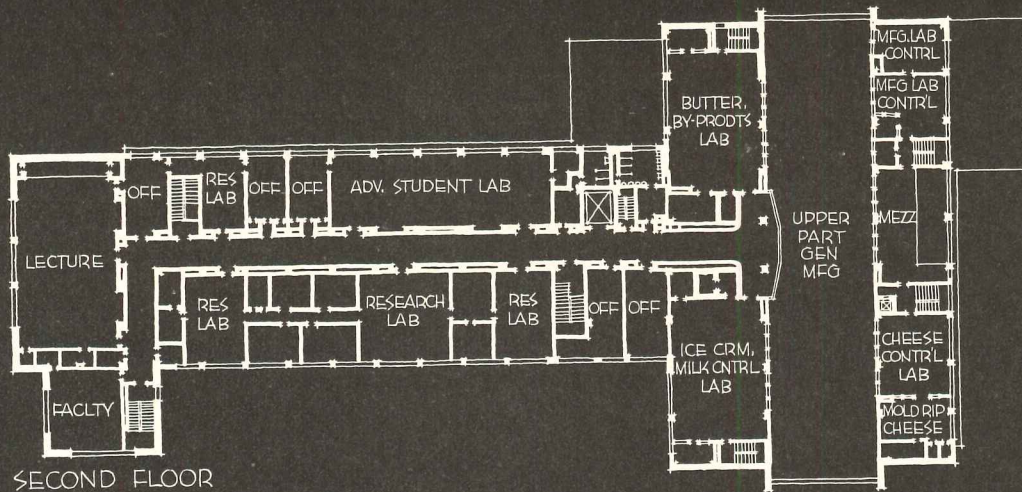 MFG. LAB
CONTRL
MFG LAB
CONTR'L
BUTTER,
BY-PRODTS
LAB
OFF
RES
LAB
OFF
OFF
ADV. STUDENT LAB
LECTURE
UPPER
PART
GEN
MFG
MEZZ
RES
LAB
RESEARCH
LAB
RES
LAB
OFF
OFF
ICE CRM,
MILK CNTRL
LAB
CHEESE
CONTR'L
LAB
FACLTY
MOLD RIP
CHEESE
SECOND FLOOR